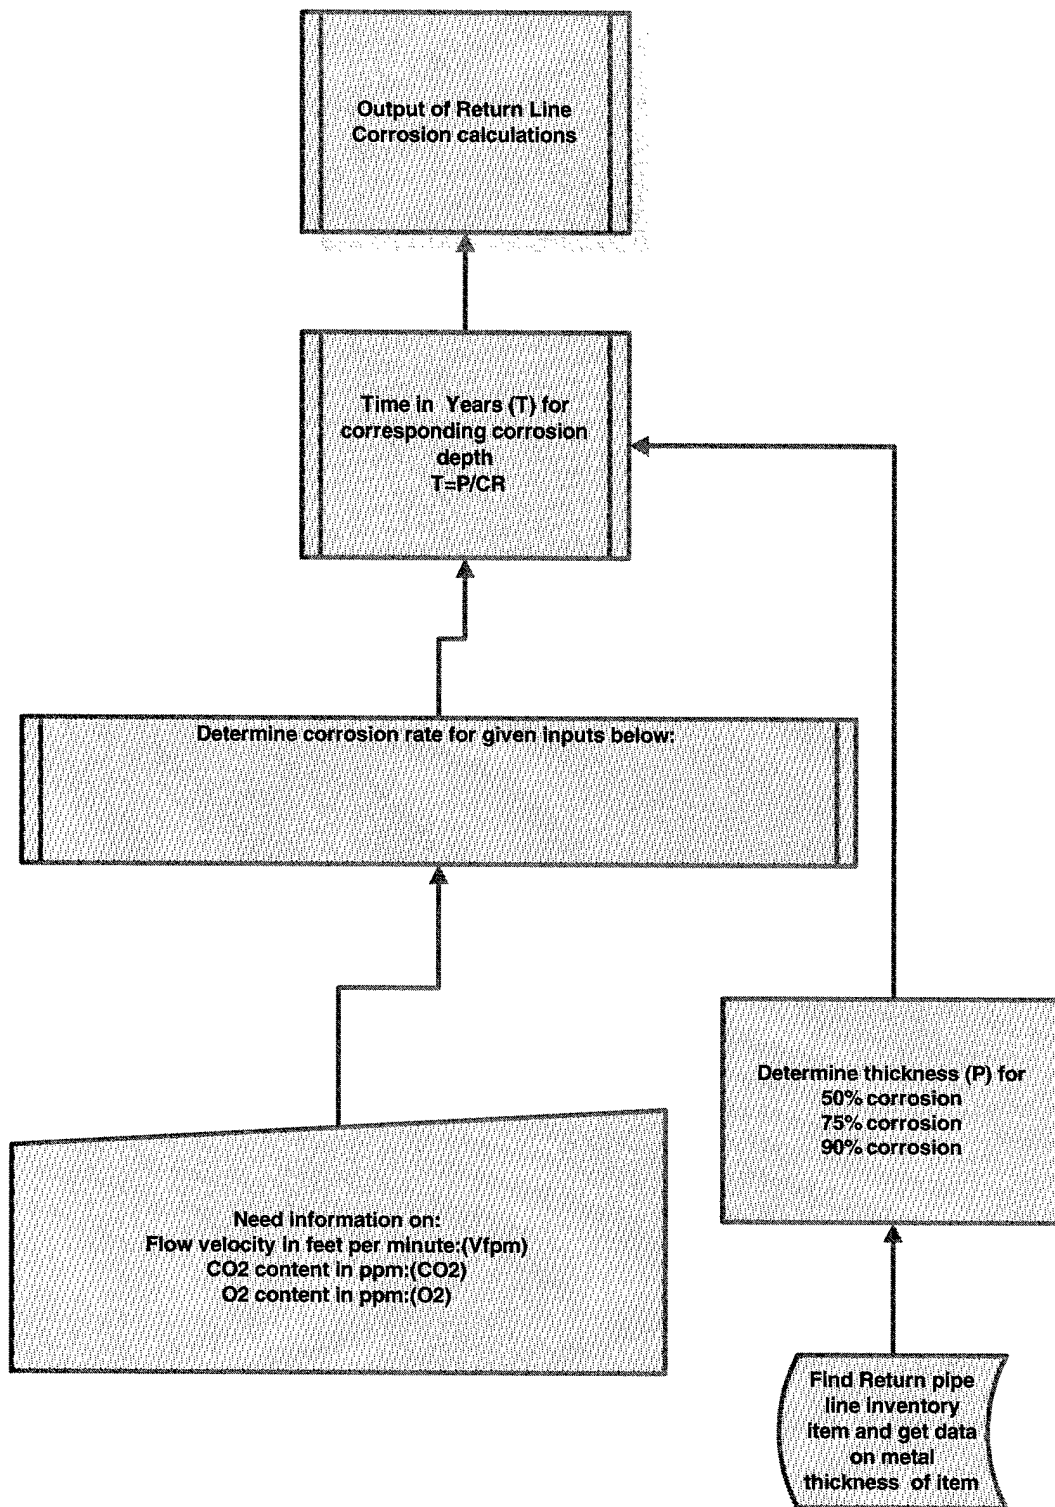 Output of Return Line
Corrosion calculations
Time in Years (T) for
corresponding corrosion
depth
T=P/CR
Determine corrosion rate for given inputs below:
Determine thickness (P) for
50% corrosion
75% corrosion
90% corrosion
Need information on:
Flow velocity in feet per minute:(Vfpm)
CO2 content in ppm:(CO2)
O2 content in ppm:(O2)
Find Return pipe
line inventory
item and get data
on metal
thickness of item